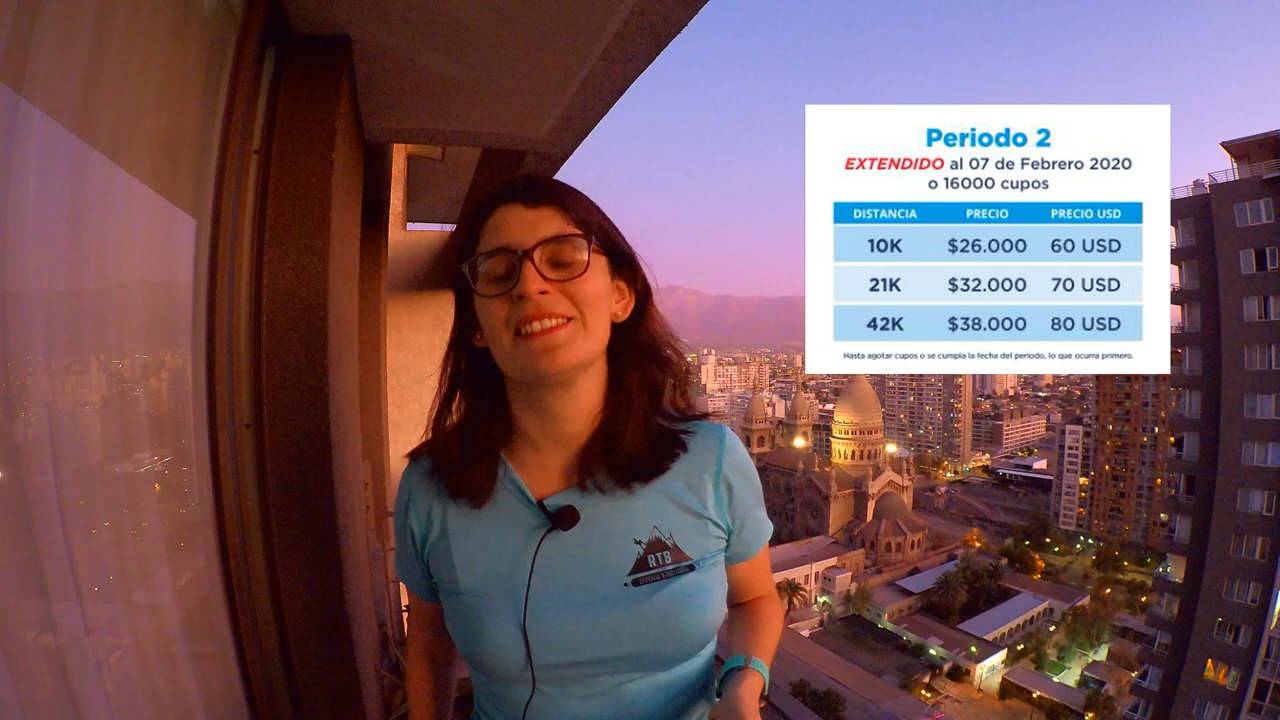 Periodo 2
EXTENDIDO al 07 de Febrero 2020
o 16000 cupos
DISTANCIA PRECIO PRECIO USD
10K $26.000 60 USD
21K $32.000 70 USD
42K $38.000 80 USD
Hasta agotar cupos o se cumpla la fecha del periodo, lo que ocurra primero.
RTB